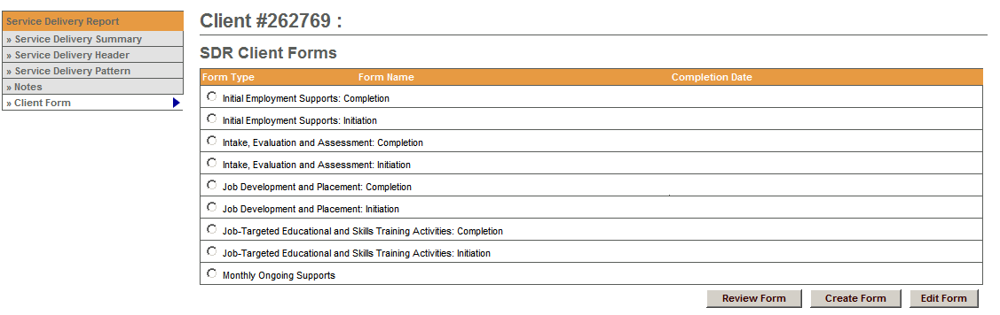 Service Delivery Report
» Service Delivery Summary
» Service Delivery Header
» Service Delivery Pattern
» Notes
» Client Form
Client #262769 :
SDR Client Forms
Form Type Form Name Completion Date
Initial Employment Supports: Completion
Initial Employment Supports: Initiation
Intake, Evaluation and Assessment: Completion
Intake, Evaluation and Assessment: Initiation
Job Development and Placement: Completion
Job Development and Placement: Initiation
Job-Targeted Educational and Skills Training Activities: Completion
Job-Targeted Educational and Skills Training Activities: Initiation
Monthly Ongoing Supports
Review Form Create Form Edit Form